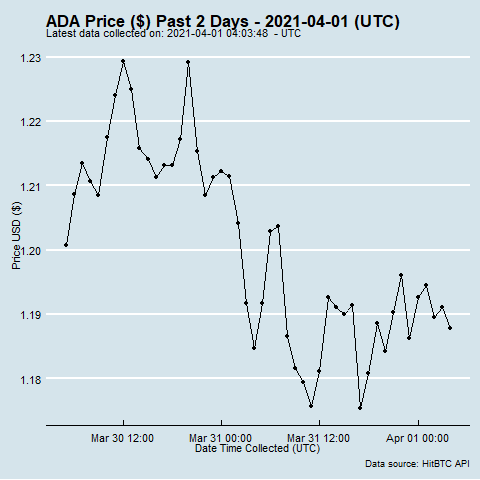 ADA Price ($) Past 2 Days - 2021-04-01 (UTC)
Latest data collected on: 2021-04-01 04:03:48 - UTC
1.23
1.22
1.21
1.20
1.19
1.18
Price USD ($)
Mar 30 12:00 Mar 31 00:00 Mar 31 12:00 Apr 01 00:00
Date Time Collected (UTC)
Data source: HitBTC API